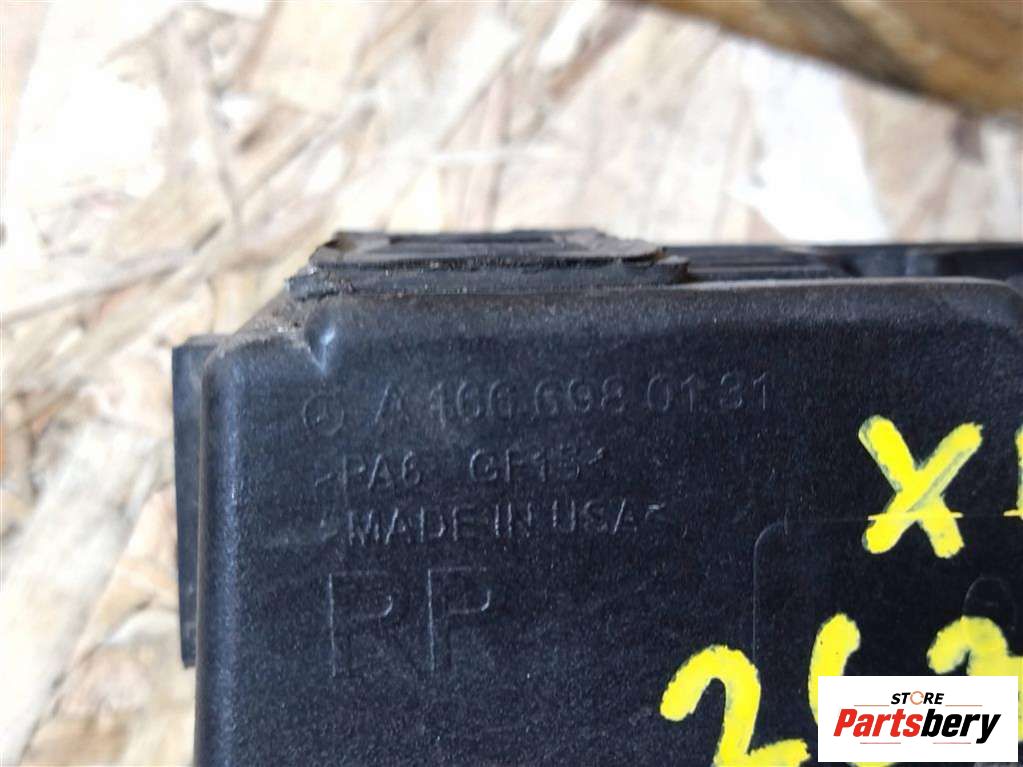 A 166 698 01 31
>PA6 GF15<
>MADE IN USA<
RP
X
STORE
Partsbery